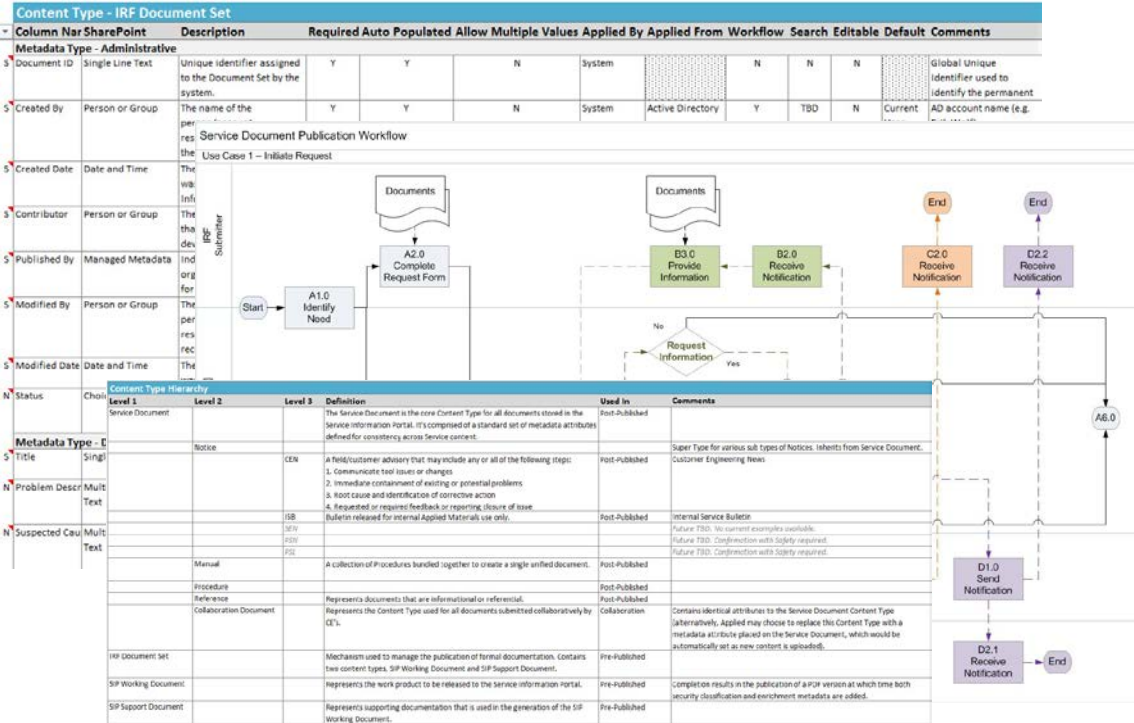 Content Type - IRF Document Set
Column Nar SharePoint Description Required Auto Populated Allow Multiple Values Applied By Applied From Workflow Search Editable Default Comments
Metadata Type - Administrative
S Document ID Single Line Text Unique identifier assigned Y Y N System N N N Global Unique
to the Document Set by the Identifier used to
system. identify the permanent
S Created By Person or Group The name of the Y Y N System Active Directory Y TBD N Current AD account name (e.g.
per
res
the
S Created Date Date and Time The
was
Inf
S Contributor Person or Group The
tha
dev
S Published By Managed Metadata Ind
org
for
S Modified By Person or Group The
per
res
rec
S Modified Date Date and Time The
N Status Choi
Metadata Type - D
S Title Singl
N Problem Descr Mult
Text
N Suspected Cau Mult
Text
Service Document Publication Workflow
Use Case 1 – Initiate Request
IRF
Submitter
Start
A1.0
Identify
Need
Documents
A2.0
Complete
Request Form
Documents
B3.0
Provide
Information
B2.0
Receive
Notification
End
C2.0
Receive
Notification
End
D2.2
Receive
Notification
No
Request
Information
Yes
A6.0
D1.0
Send
Notification
D2.1
Receive
Notification
End
Content Type Hierarchy
Level 1 Level 2 Level 3 Definition Used In Comments
Service Document The Service Document is the core Content Type for all documents stored in the Post-Published
Service Information Portal. It's comprised of a standard set of metadata attributes
defined for consistency across Service content.
Notice Super Type for various sub types of Notices. Inherits from Service Document.
CEN A field/customer advisory that may include any or all of the following steps: Post-Published Customer Engineering News
1. Communicate tool issues or changes
2. Immediate containment of existing or potential problems
3. Root cause and identification of corrective action
4. Requested or required feedback or reporting closure of issue
ISB Bulletin released for internal Applied Materials use only. Post-Published Internal Service Bulletin
Future TBD. No current examples available.
Future TBD. Confirmation with Safety required.
Future TBD. Confirmation with Safety required.
Manual A collection of Procedures bundled together to create a single unified document. Post-Published
Procedure Post-Published
Reference Represents documents that are informational or referential. Post-Published
Collaboration Document Represents the Content Type used for all documents submitted collaboratively by Collaboration Contains identical attributes to the Service Document Content Type
CE's. (alternatively, Applied may choose to replace this Content Type with a
metadata attribute placed on the Service Document, which would be
automatically set as new content is uploaded).
IRF Document Set Mechanism used to manage the publication of formal documentation. Contains Pre-Published
two content types, SIP Working Document and SIP Support Document.
SIP Working Document Represents the work product to be released to the Service Information Portal. Pre-Published Completion results in the publication of a PDF version at which time both
security classification and enrichment metadata are added.
SIP Support Document Represents supporting documentation that is used in the generation of the SIP Pre-Published
Working Document.